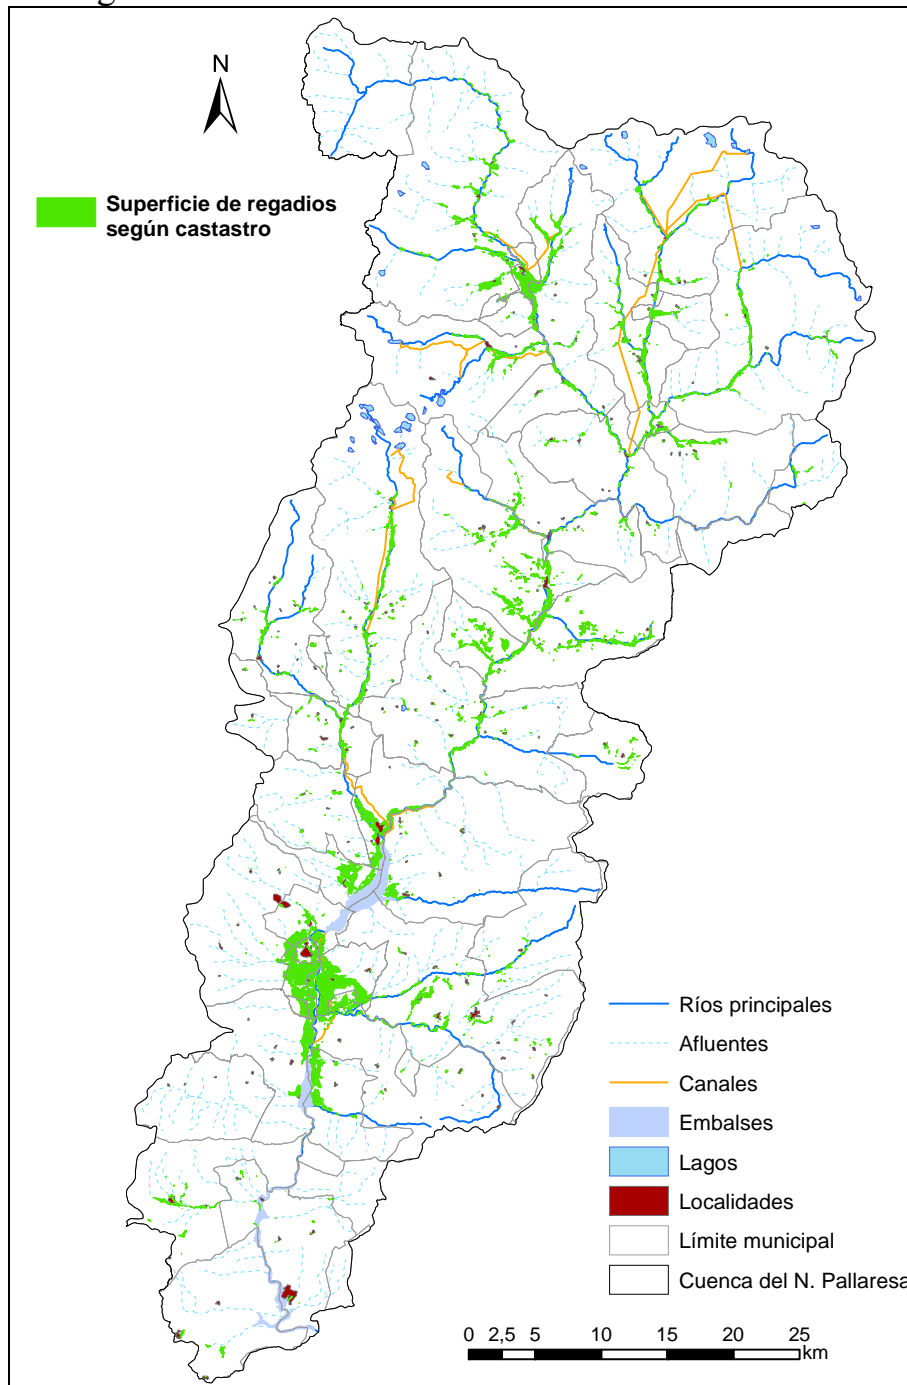 N
Superficie de regadios
según castastro
Ríos principales
Afluentes
Canales
Embalses
Lagos
Localidades
Límite municipal
Cuenca del N. Pallaresa
0 2,5 5 10 15 20 25
km